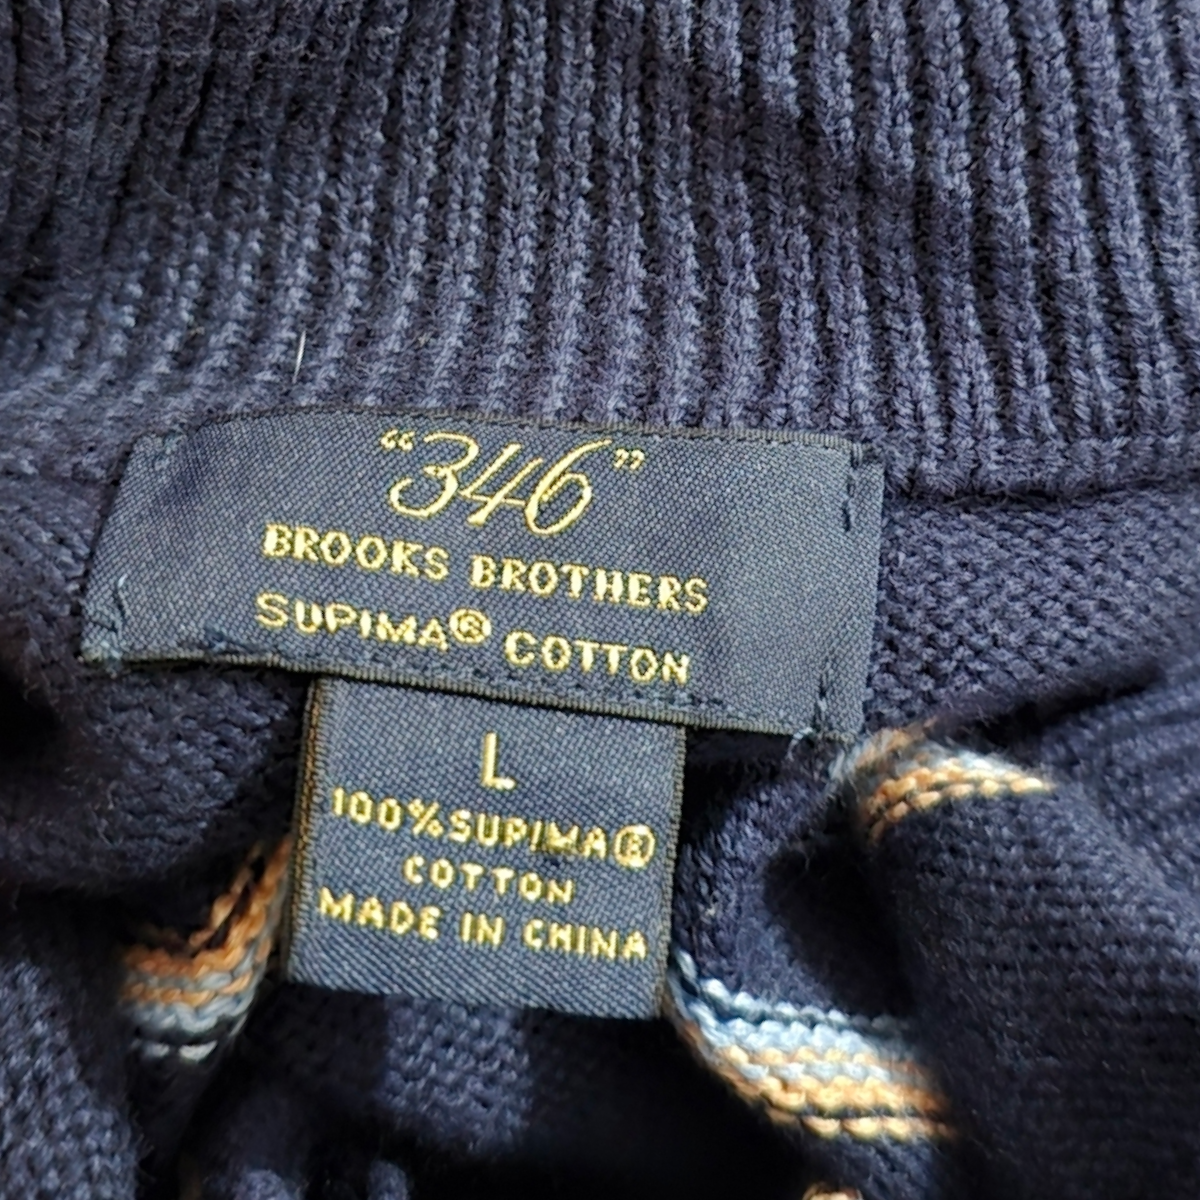 “346”
BROOKS BROTHERS
SUPIMA® COTTON
L
100%SUPIMA®
COTTON
MADE IN CHINA